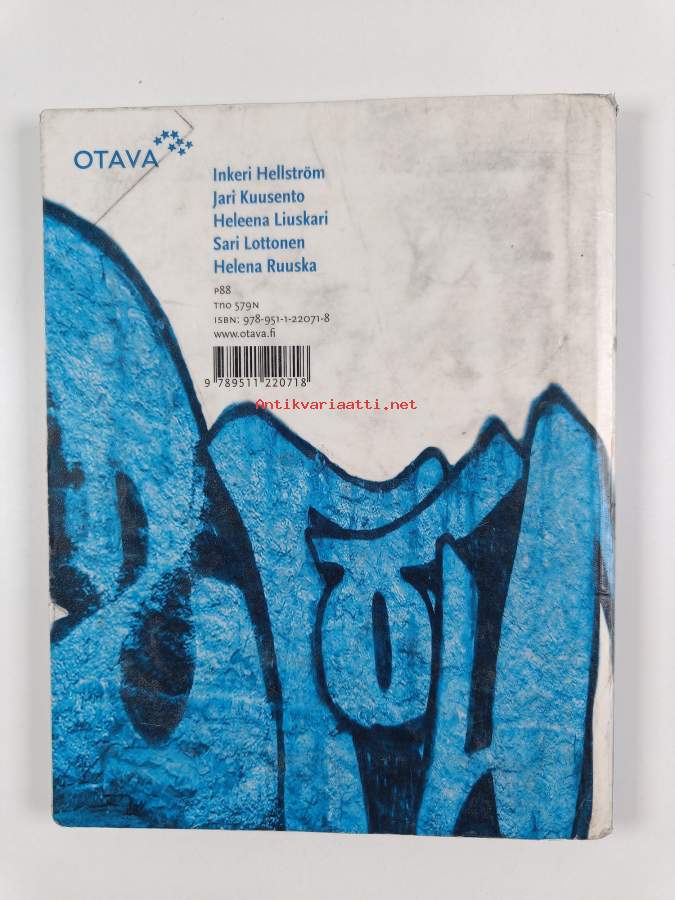 OTAVA
Inkeri Hellström
Jari Kuusento
Heleena Liuskari
Sari Lottonen
Helena Ruuska
P88
TNO 579N
ISBN: 978-951-1-22071-8
www.otava.fi
9 789511 220718
Antikvariaatti.net